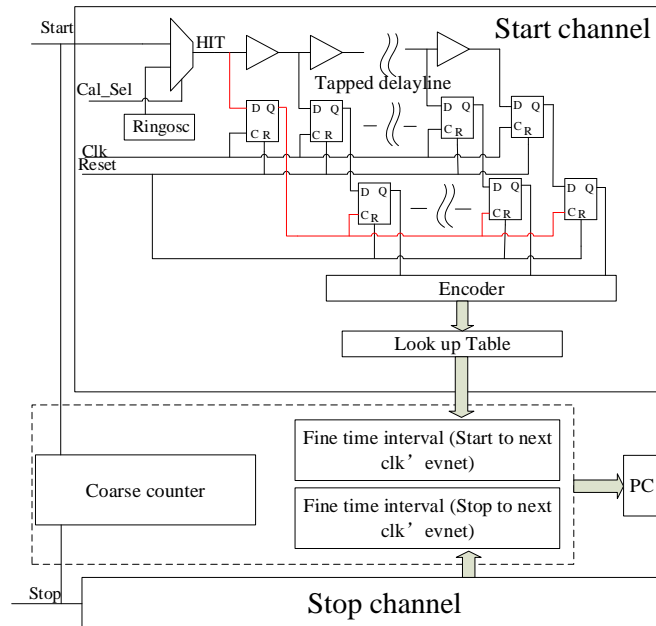 Start
Start channel
HIT
Tapped delayline
Cal_Sel
D Q
D Q
D Q
D Q
C R
C R
C R
C R
Ringosc
Clk
Reset
D Q
D Q
D Q
C R
C R
C R
Encoder
Look up Table
Fine time interval (Start to next
clk’ evnet)
Coarse counter
PC
Fine time interval (Stop to next
clk’ evnet)
Stop
Stop channel